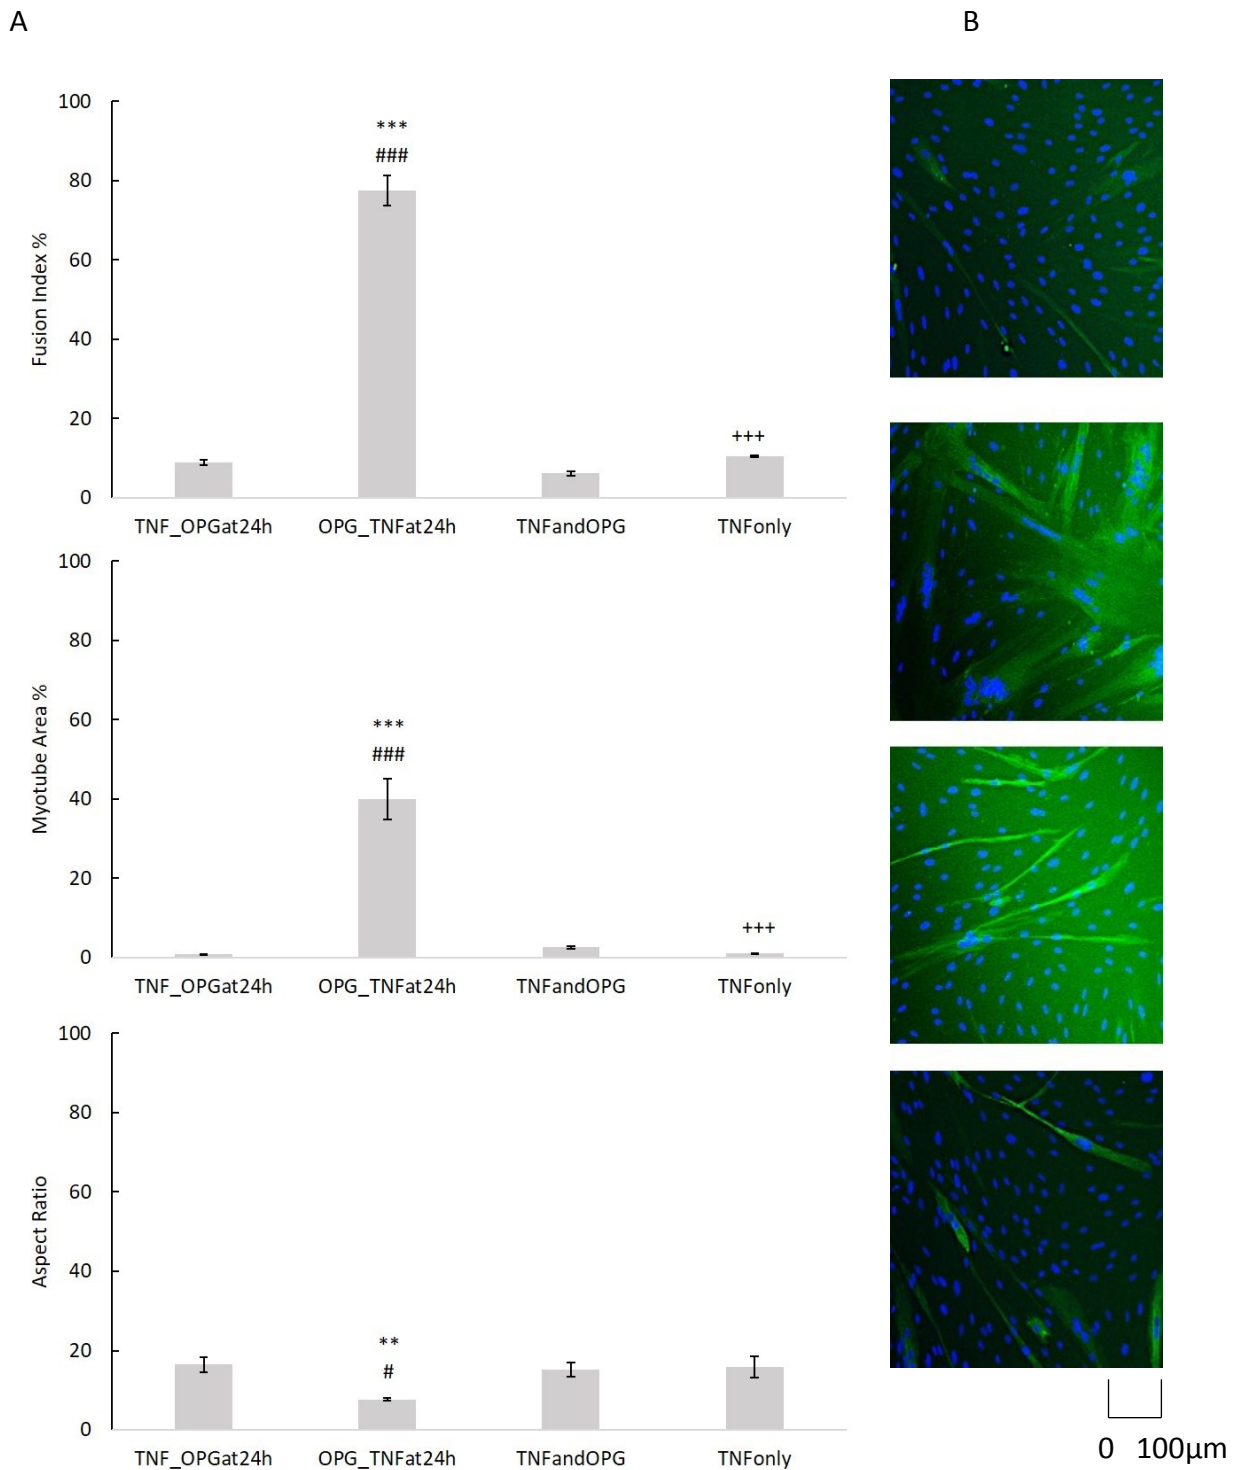 A
B
100
80
60
40
20
0
Fusion Index %
***
###
+++
TNF_OPGat24h OPG_TNFat24h TNFandOPG TNFonly
100
80
60
40
20
0
Myotube Area %
***
###
+++
TNF_OPGat24h OPG_TNFat24h TNFandOPG TNFonly
100
80
60
40
20
0
Aspect Ratio
**
#
TNF_OPGat24h OPG_TNFat24h TNFandOPG TNFonly
0 100μm